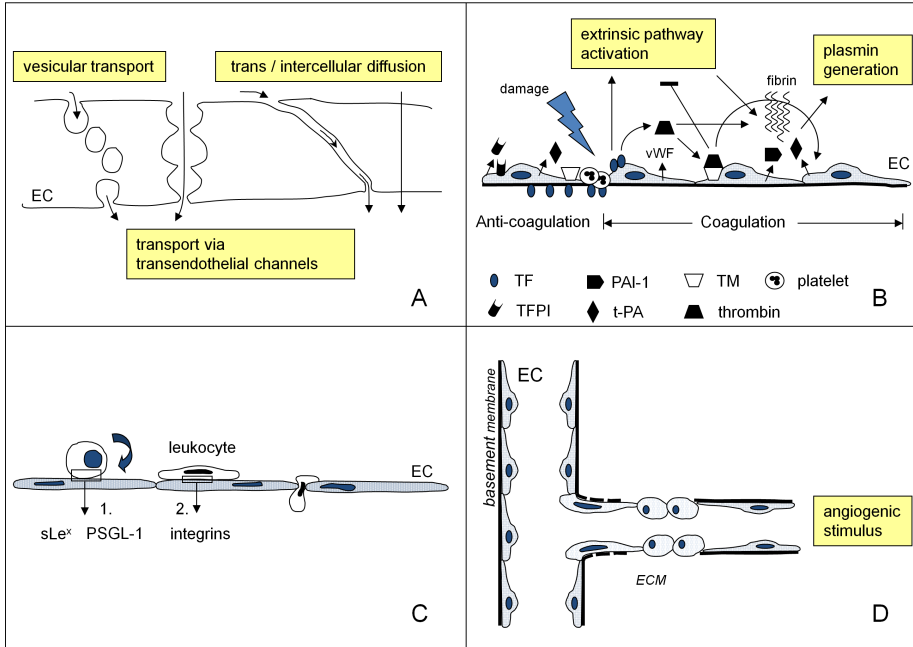 vesicular transport
trans / intercellular diffusion
EC
transport via
transendothelial channels
A
extrinsic pathway
activation
plasmin
generation
damage
fibrin
vWF
EC
Anti-coagulation
Coagulation
TF
PAI-1
TM
platelet
TFPI
t-PA
thrombin
B
leukocyte
EC
1.
2.
sLeˣ
PSGL-1
integrins
C
EC
basement membrane
angiogenic
stimulus
ECM
D